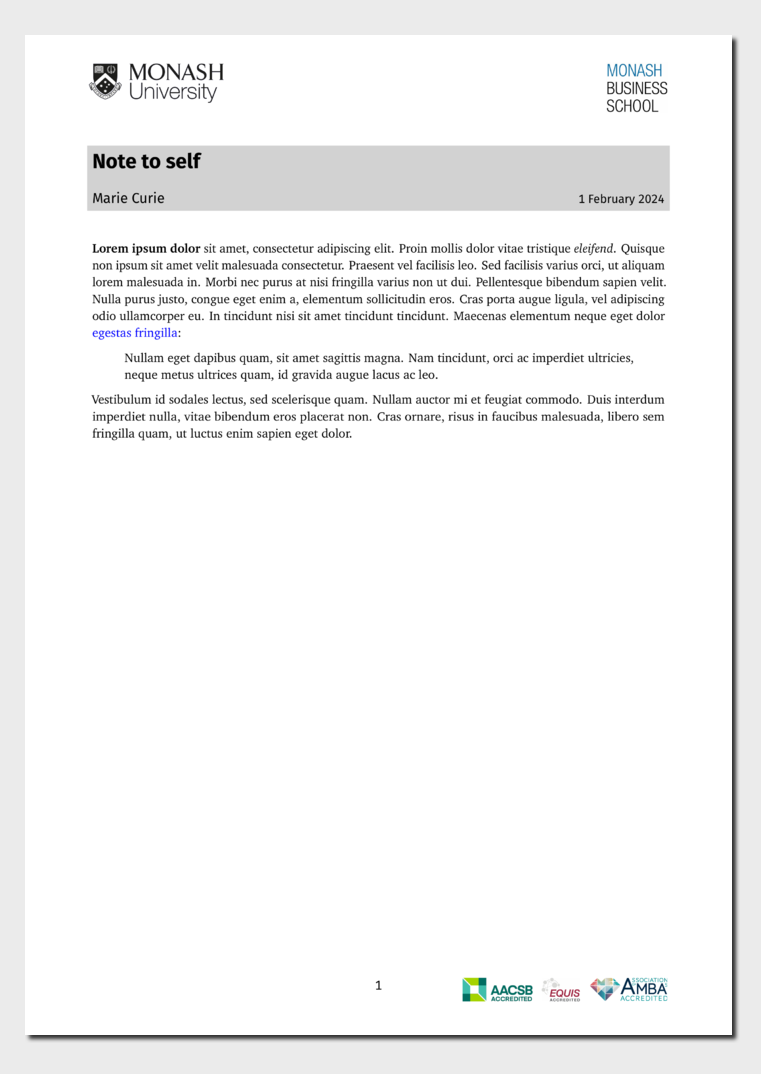 MONASH
University
MONASH
BUSINESS
SCHOOL
Note to self
Marie Curie
1 February 2024
Lorem ipsum dolor sit amet, consectetur adipiscing elit. Proin mollis dolor vitae tristique eleifend. Quisque
non ipsum sit amet velit malesuada consectetur. Praesent vel facilisis leo. Sed facilisis varius orci, ut aliquam
lorem malesuada in. Morbi nec purus at nisi fringilla varius non ut dui. Pellentesque bibendum sapien velit.
Nulla purus justo, congue eget enim a, elementum sollicitudin eros. Cras porta augue ligula, vel adipiscing
odio ullamcorper eu. In tincidunt nisi sit amet tincidunt tincidunt. Maecenas elementum neque eget dolor
egestas fringilla:
Nullam eget dapibus quam, sit amet sagittis magna. Nam tincidunt, orci ac imperdiet ultricies,
neque metus ultrices quam, id gravida augue lacus ac leo.
Vestibulum id sodales lectus, sed scelerisque quam. Nullam auctor mi et feugiat commodo. Duis interdum
imperdiet nulla, vitae bibendum eros placerat non. Cras ornare, risus in faucibus malesuada, libero sem
fringilla quam, ut luctus enim sapien eget dolor.
1
AACSB
ACCREDITED
EQUIS
ACCREDITED
ASSOCIATION
AMBA
ACCREDITED